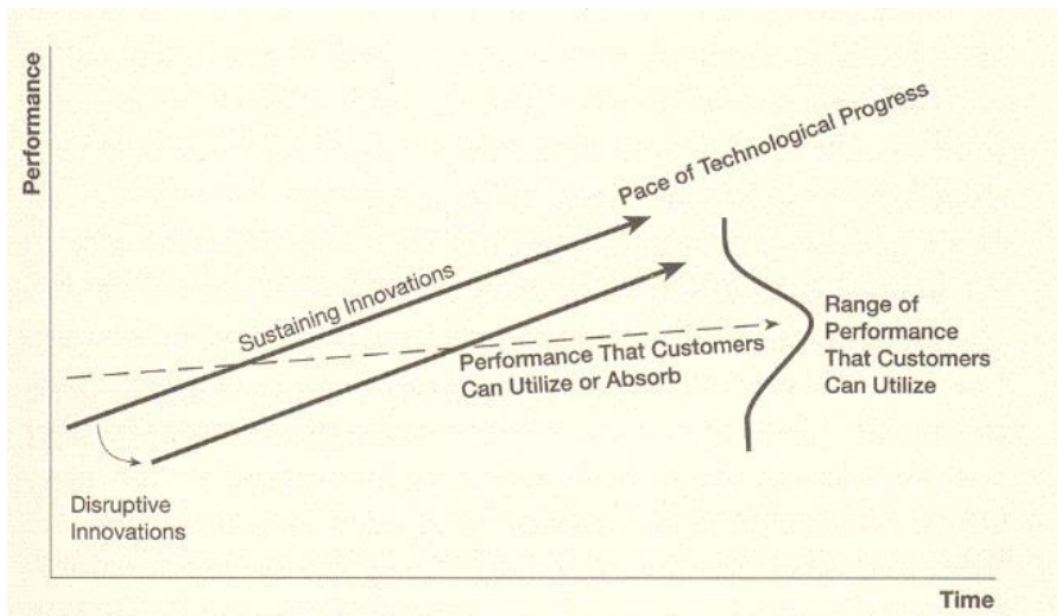 Performance
Pace of Technological Progress
Sustaining Innovations
Performance That Customers
Can Utilize or Absorb
Range of
Performance
That Customers
Can Utilize
Disruptive
Innovations
Time